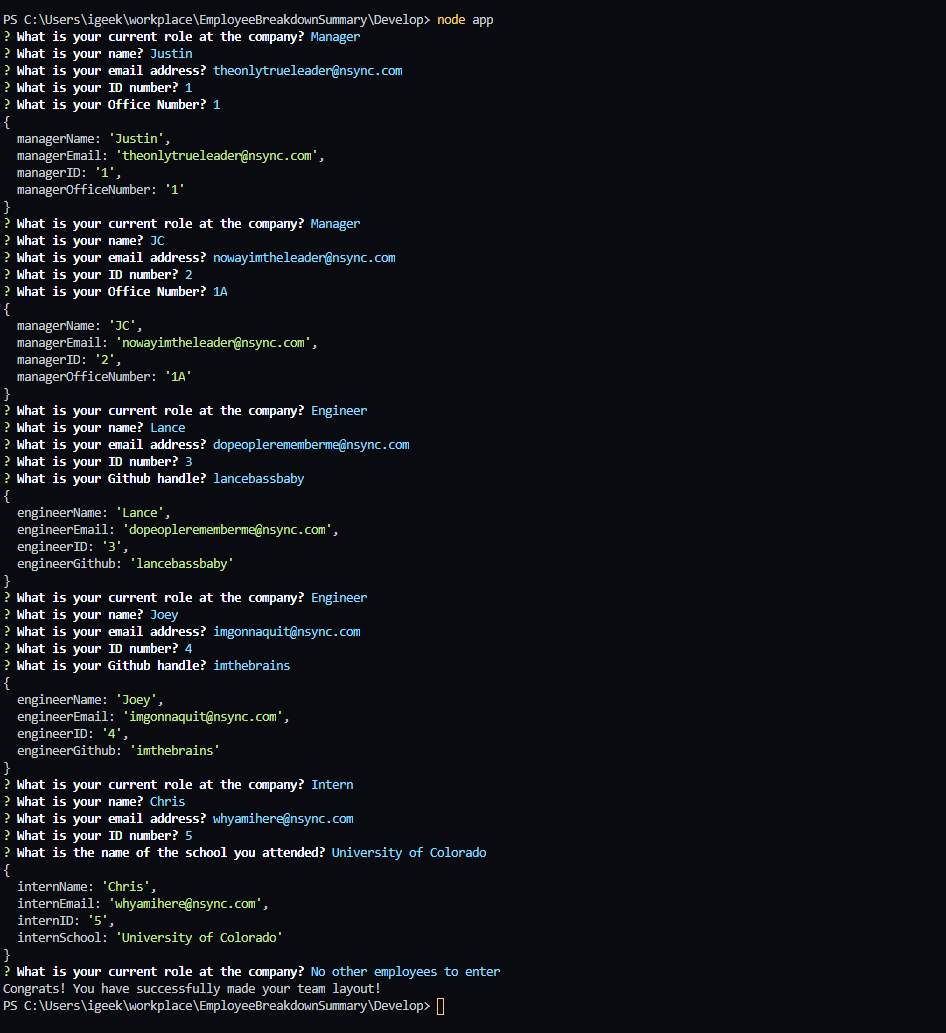 PS C:\Users\igeek\workplace\EmployeeBreakdownSummary\Develop> node app
? What is your current role at the company? Manager
? What is your name? Justin
? What is your email address? theonlytrueleader@nsync.com
? What is your ID number? 1
? What is your Office Number? 1
{
  managerName: 'Justin',
  managerEmail: 'theonlytrueleader@nsync.com',
  managerID: '1',
  managerOfficeNumber: '1'
}
? What is your current role at the company? Manager
? What is your name? JC
? What is your email address? nowayimtheleader@nsync.com
? What is your ID number? 2
? What is your Office Number? 1A
{
  managerName: 'JC',
  managerEmail: 'nowayimtheleader@nsync.com',
  managerID: '2',
  managerOfficeNumber: '1A'
}
? What is your current role at the company? Engineer
? What is your name? Lance
? What is your email address? dopeoplerememberme@nsync.com
? What is your ID number? 3
? What is your Github handle? lancebassbaby
{
  engineerName: 'Lance',
  engineerEmail: 'dopeoplerememberme@nsync.com',
  engineerID: '3',
  engineerGithub: 'lancebassbaby'
}
? What is your current role at the company? Engineer
? What is your name? Joey
? What is your email address? imgonnaquit@nsync.com
? What is your ID number? 4
? What is your Github handle? imthebrains
{
  engineerName: 'Joey',
  engineerEmail: 'imgonnaquit@nsync.com',
  engineerID: '4',
  engineerGithub: 'imthebrains'
}
? What is your current role at the company? Intern
? What is your name? Chris
? What is your email address? whyamihere@nsync.com
? What is your ID number? 5
? What is the name of the school you attended? University of Colorado
{
  internName: 'Chris',
  internEmail: 'whyamihere@nsync.com',
  internID: '5',
  internSchool: 'University of Colorado'
}
? What is your current role at the company? No other employees to enter
Congrats! You have successfully made your team layout!
PS C:\Users\igeek\workplace\EmployeeBreakdownSummary\Develop>